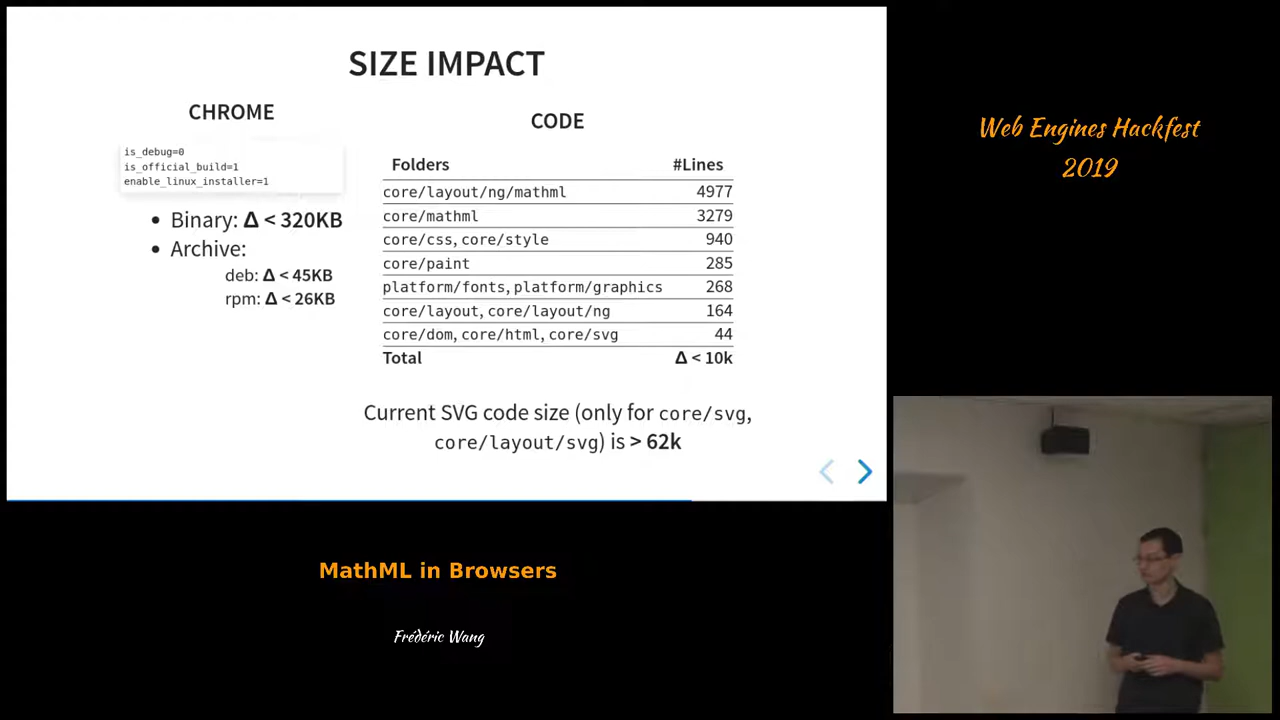 SIZE IMPACT
CHROME
is_debug=0
is_official_build=1
enable_linux_installer=1
• Binary: Δ < 320KB
• Archive:
deb: Δ < 45KB
rpm: Δ < 26KB
CODE
Folders #Lines
core/layout/ng/mathml 4977
core/mathml 3279
core/css, core/style 940
core/paint 285
platform/fonts, platform/graphics 268
core/layout, core/layout/ng 164
core/dom, core/html, core/svg 44
Total Δ < 10k
Current SVG code size (only for core/svg,
core/layout/svg) is > 62k
Web Engines Hackfest
2019
MathML in Browsers
Frédéric Wang